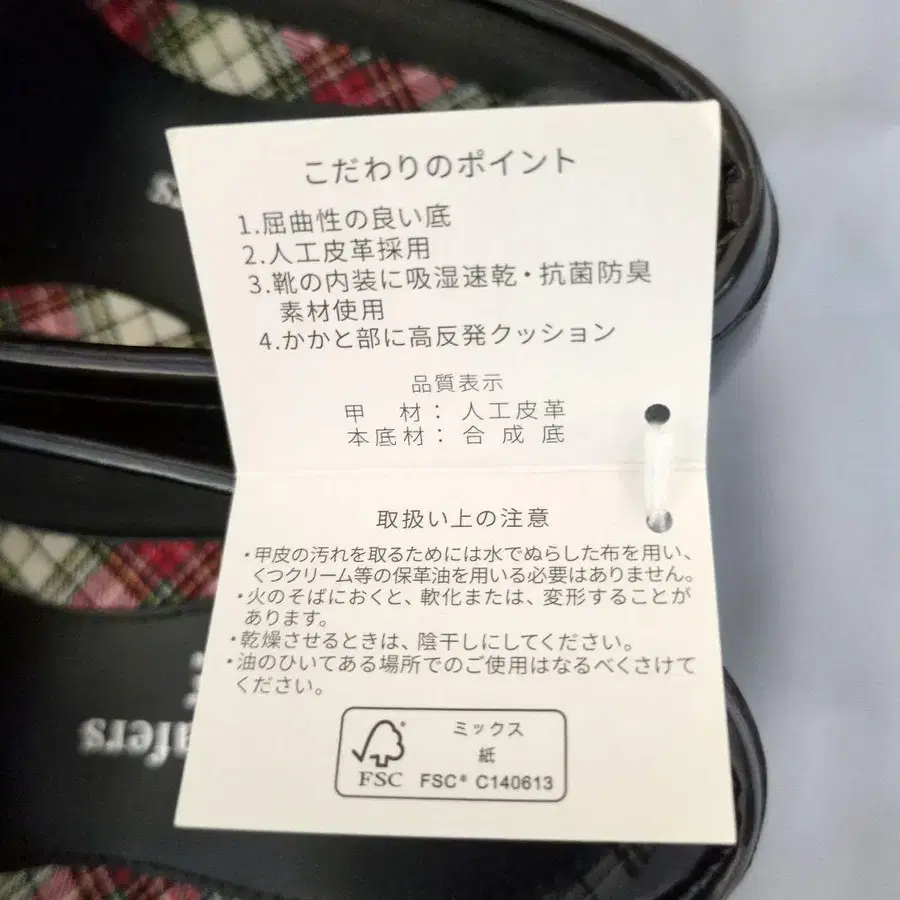 こだわりのポイント
1.屈曲性の良い底
2.人工皮革採用
3.靴の内装に吸湿速乾・抗菌防臭
素材使用
4.かかと部に高反発クッション
品質表示
甲 材： 人工皮革
本底材： 合成底
取扱い上の注意
・甲皮の汚れを取るためには水でぬらした布を用い、
くつクリーム等の保革油を用いる必要はありません。
・火のそばにおくと、軟化または、変形することが
あります。
・乾燥させるときは、陰干しにしてください。
・油のひいてある場所でのご使用はなるべくさけて
ください。
ミックス
紙
FSC
FSC® C140613